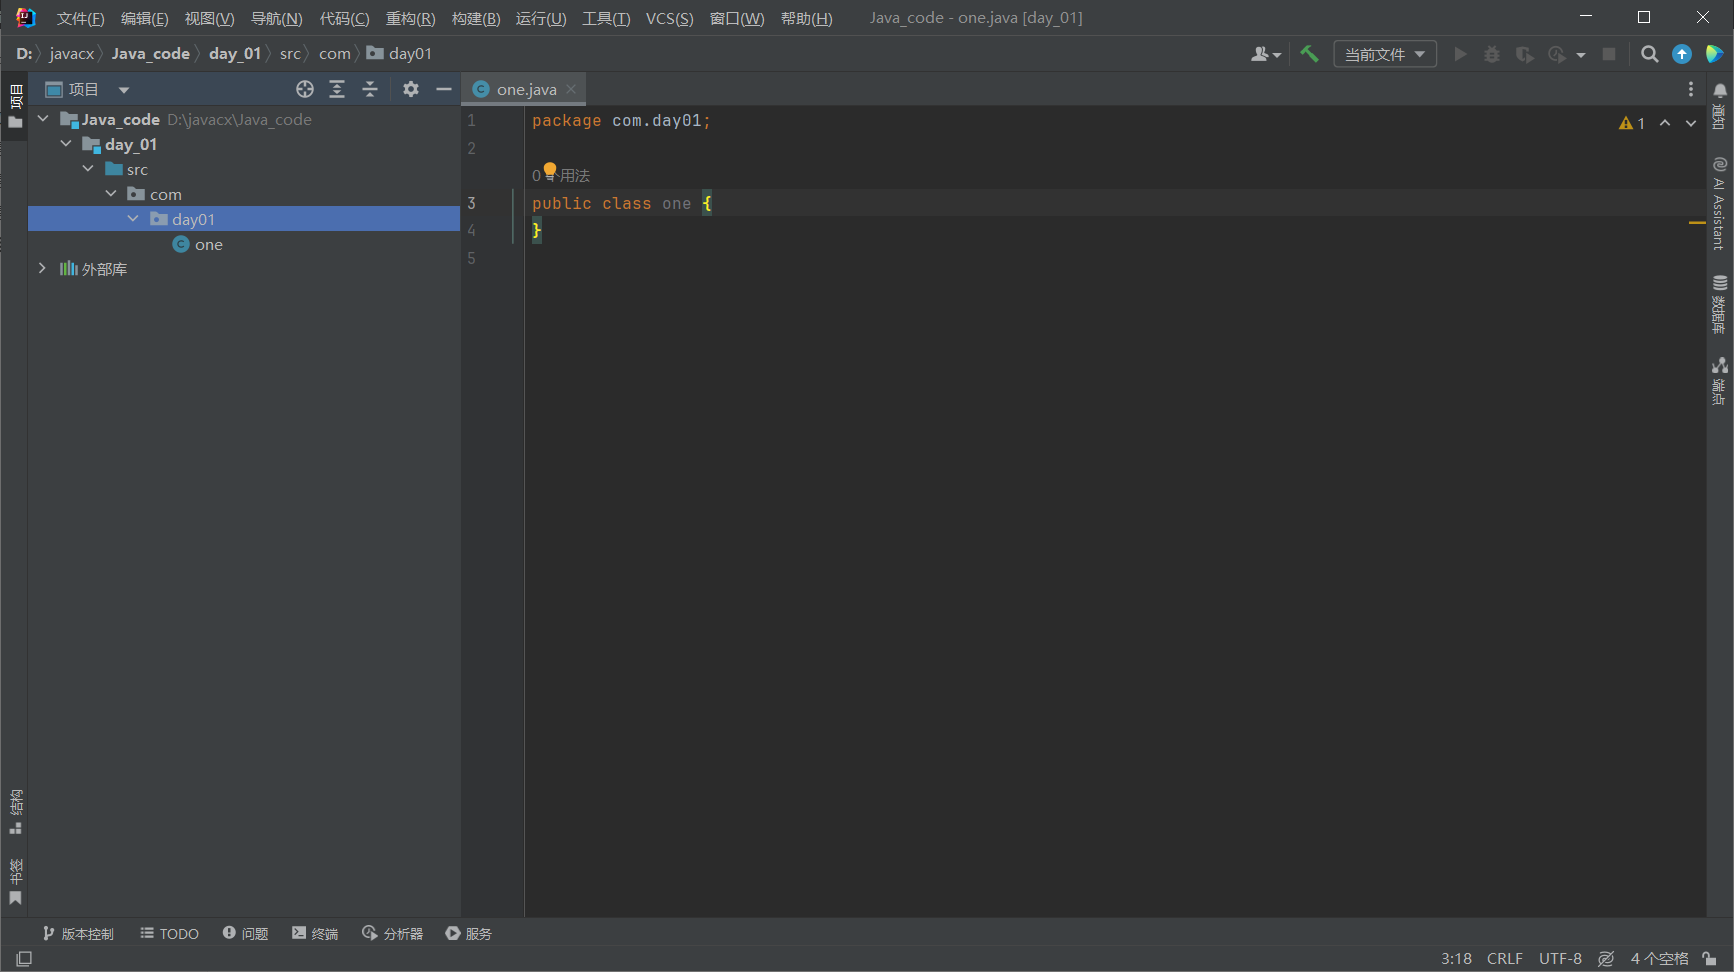 文件(F) 编辑(E) 视图(V) 导航(N) 代码(C) 重构(R) 构建(B) 运行(U) 工具(T) VCS(S) 窗口(W) 帮助(H) Java_code - one.java [day_01]
D: javacx Java_code day_01 src com day01 当前文件
项目
项目
one.java
Java_code D:\javacx\Java_code
day_01
src
com
day01
one
外部库
1 package com.day01;
2
0个用法
3 public class one {
4 }
5
1
通知
AI Assistant
数据库
端点
结构
书签
版本控制 TODO 问题 终端 分析器 服务
3:18 CRLF UTF-8 4 个空格